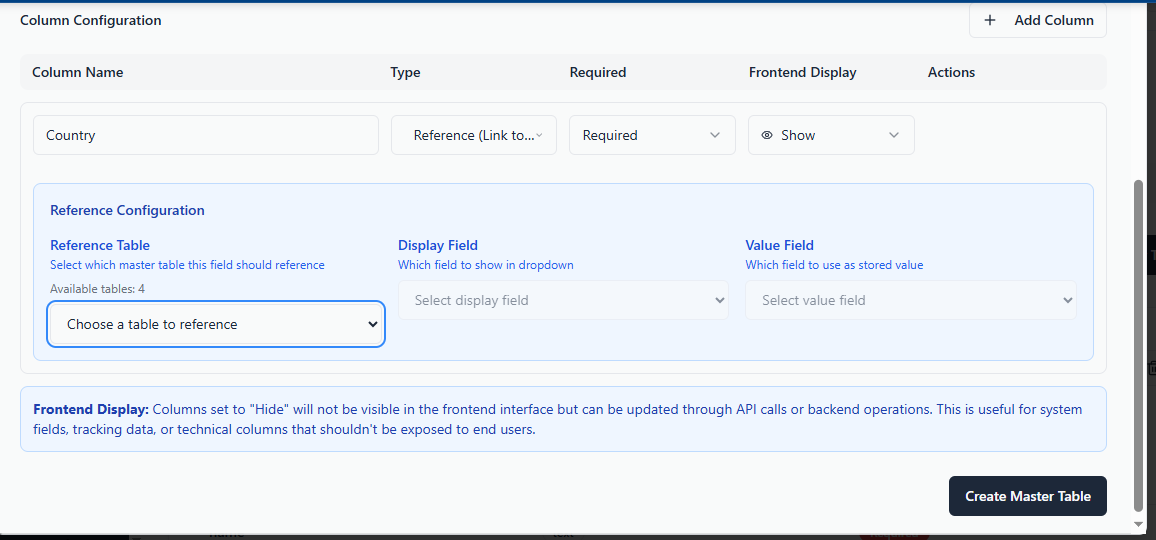 Column Configuration
+ Add Column
Column Name Type Required Frontend Display Actions
Country Reference (Link to... Required Show
Reference Configuration
Reference Table Display Field Value Field
Select which master table this field should reference Which field to show in dropdown Which field to use as stored value
Available tables: 4
Select display field Select value field
Choose a table to reference
Frontend Display: Columns set to "Hide" will not be visible in the frontend interface but can be updated through API calls or backend operations. This is useful for system
fields, tracking data, or technical columns that shouldn't be exposed to end users.
Create Master Table